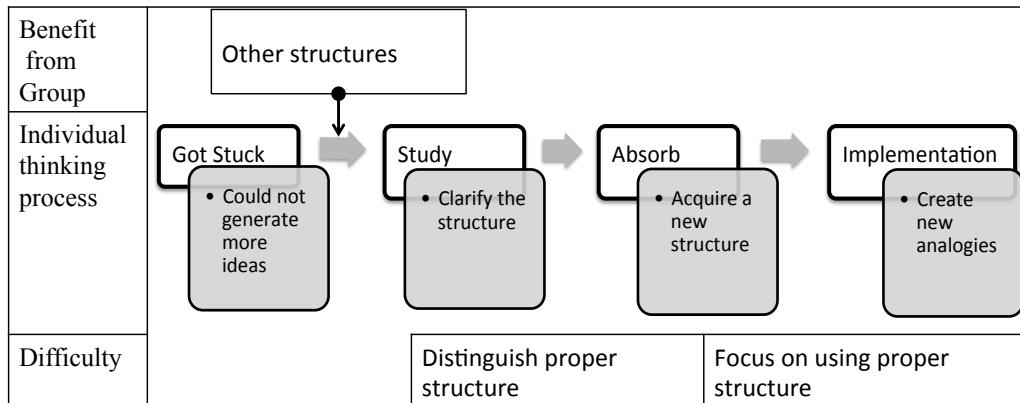 Benefit
from
Group
Other structures
Individual
thinking
process
Got Stuck
• Could not
generate
more
ideas
Study
• Clarify the
structure
Absorb
• Acquire a
new
structure
Implementation
• Create
new
analogies
Difficulty
Distinguish proper
structure
Focus on using proper
structure